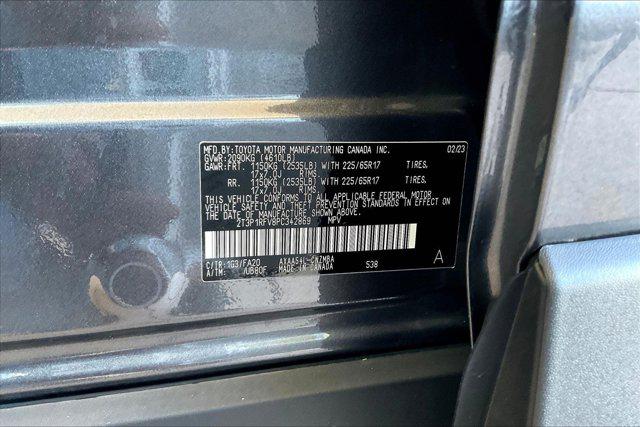 MFD.BY:TOYOTA MOTOR MANUFACTURING CANADA INC. 02/23
GVWR:2090KG (4610LB)
GAWR:FRT. 1150KG (2535LB) WITH 225/65R17 TIRES,
17x7.0J RIMS
RR. 1150KG (2535LB) WITH 225/65R17 TIRES,
17x7.0J RIMS
THIS VEHICLE CONFORMS TO ALL APPLICABLE FEDERAL MOTOR
VEHICLE SAFETY AND THEFT PREVENTION STANDARDS IN EFFECT ON
THE DATE OF MANUFACTURE SHOWN ABOVE.
2T3P1RFV8PC342869 MPV
C/TR:1G3/FA20 AXAA54L-CNZMBA
A/TM: /UB80F MADE IN CANADA 538 A